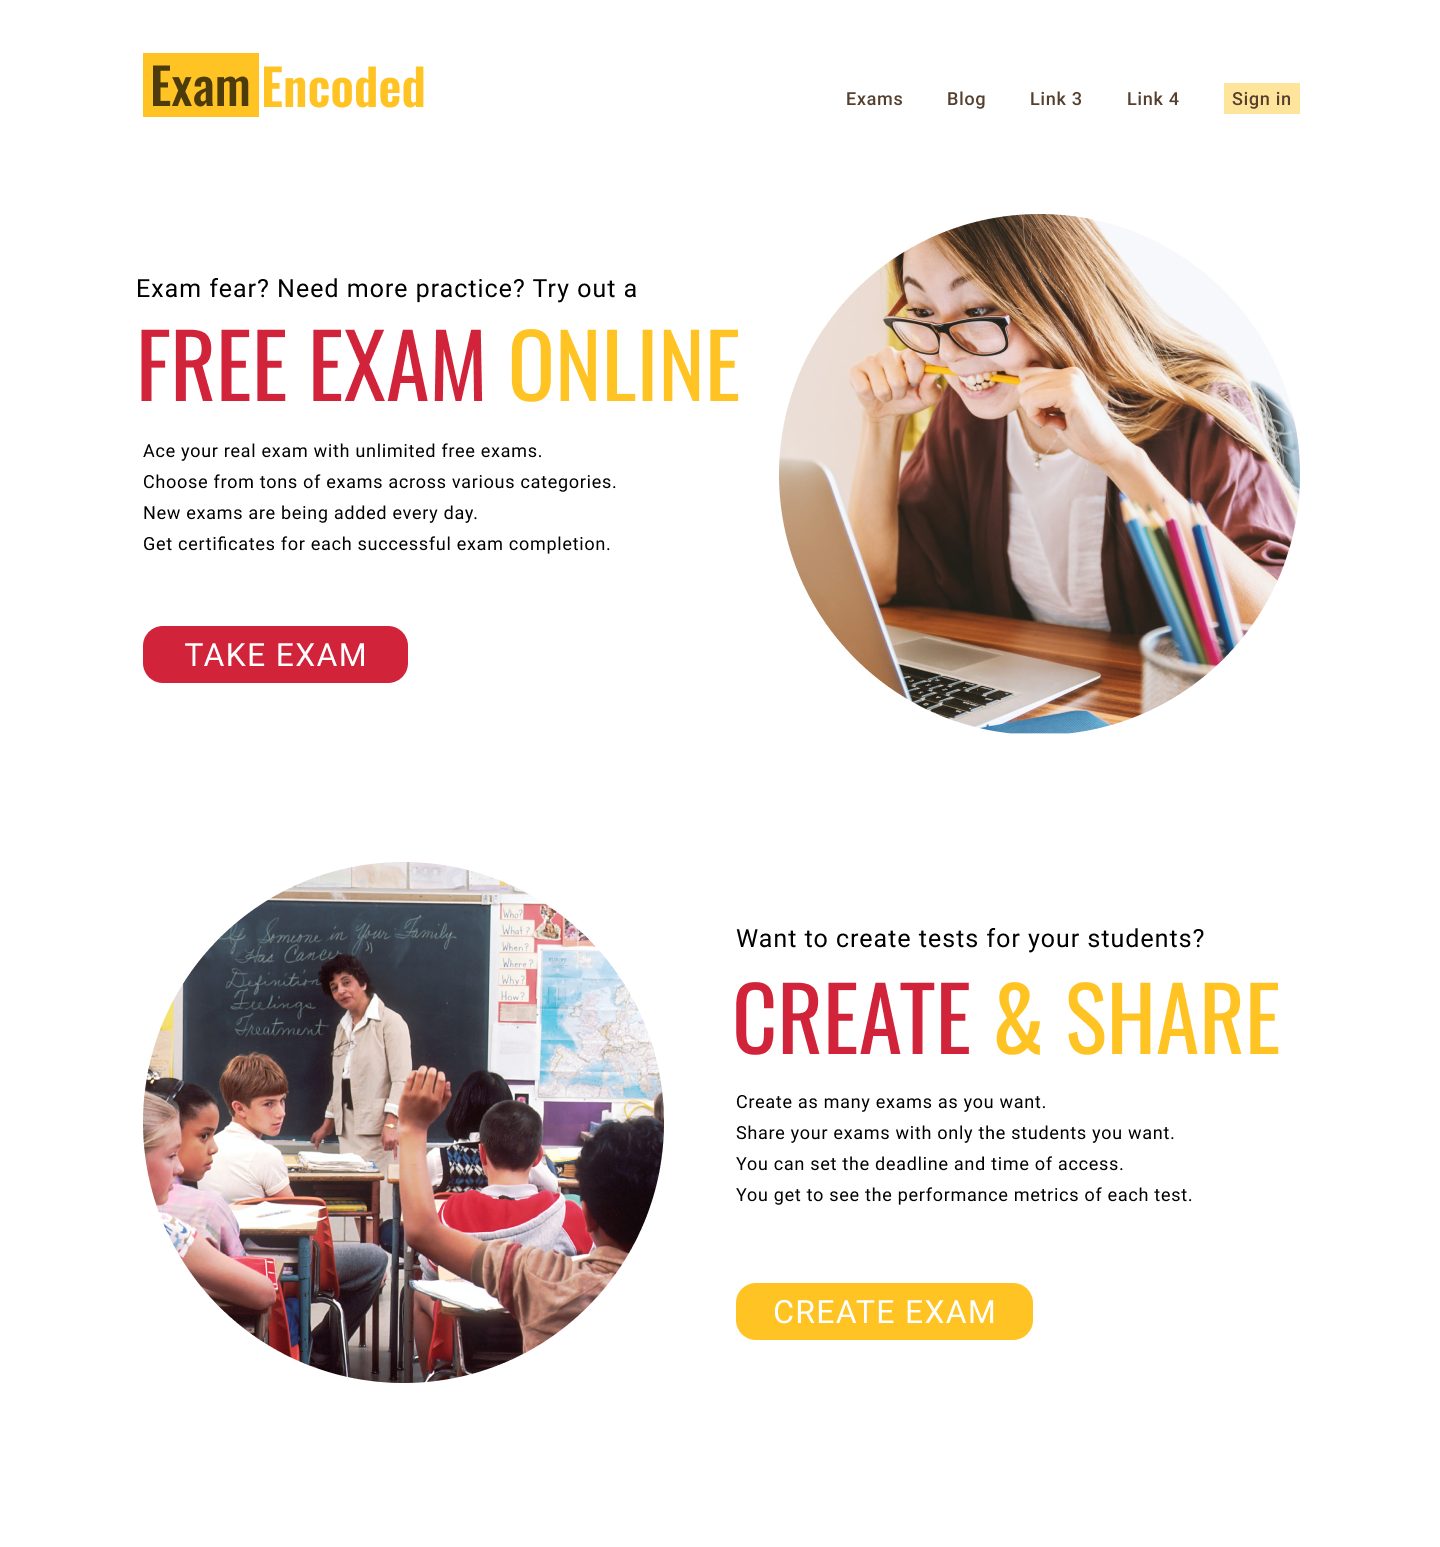 Exam Encoded
Exams Blog Link 3 Link 4 Sign in
Exam fear? Need more practice? Try out a
FREE EXAM ONLINE
Ace your real exam with unlimited free exams.
Choose from tons of exams across various categories.
New exams are being added every day.
Get certificates for each successful exam completion.
TAKE EXAM
If Someone in Your Family
Has Cancer
Definition
Feelings
Treatment
Who?
What?
When?
Where?
Why?
How?
Want to create tests for your students?
CREATE & SHARE
Create as many exams as you want.
Share your exams with only the students you want.
You can set the deadline and time of access.
You get to see the performance metrics of each test.
CREATE EXAM